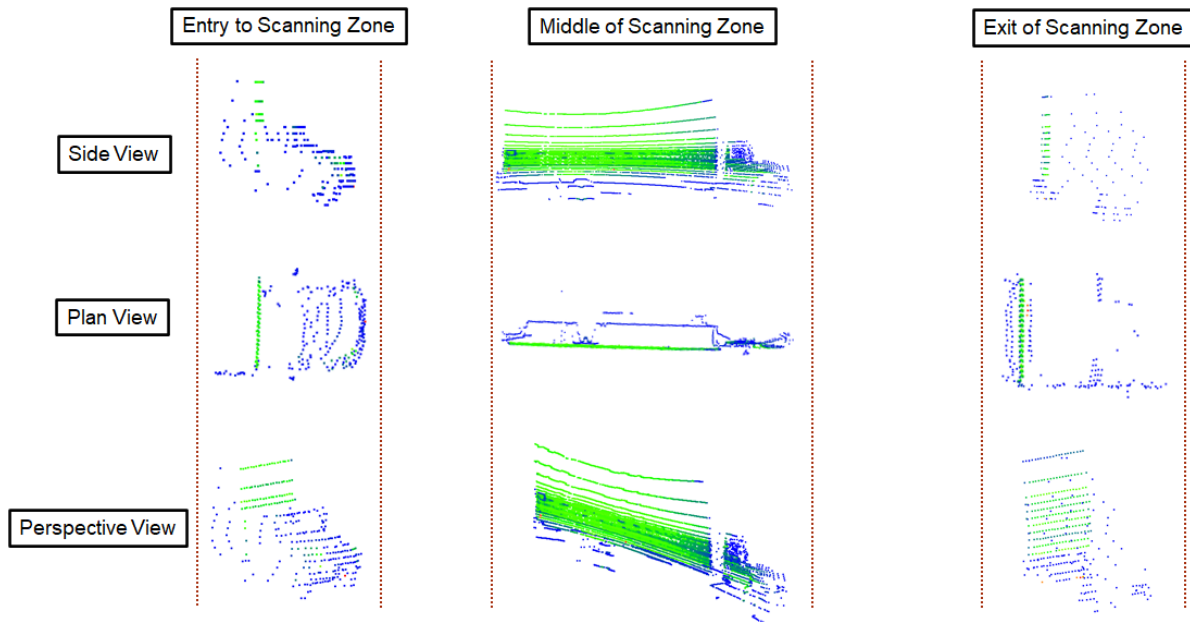 Entry to Scanning Zone
Middle of Scanning Zone
Exit of Scanning Zone
Side View
Plan View
Perspective View